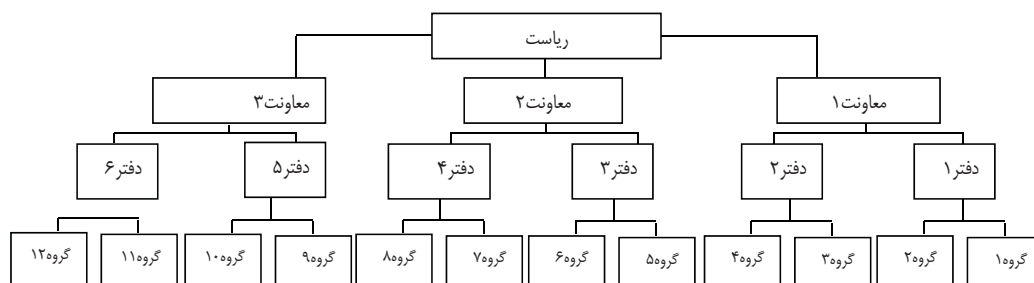 ریاست
معاونت۱
معاونت۲
معاونت۳
دفتر۱
دفتر۲
دفتر۳
دفتر۴
دفتر۵
دفتر۶
گروه۱
گروه۲
گروه۳
گروه۴
گروه۵
گروه۶
گروه۷
گروه۸
گروه۹
گروه۱۰
گروه۱۱
گروه۱۲